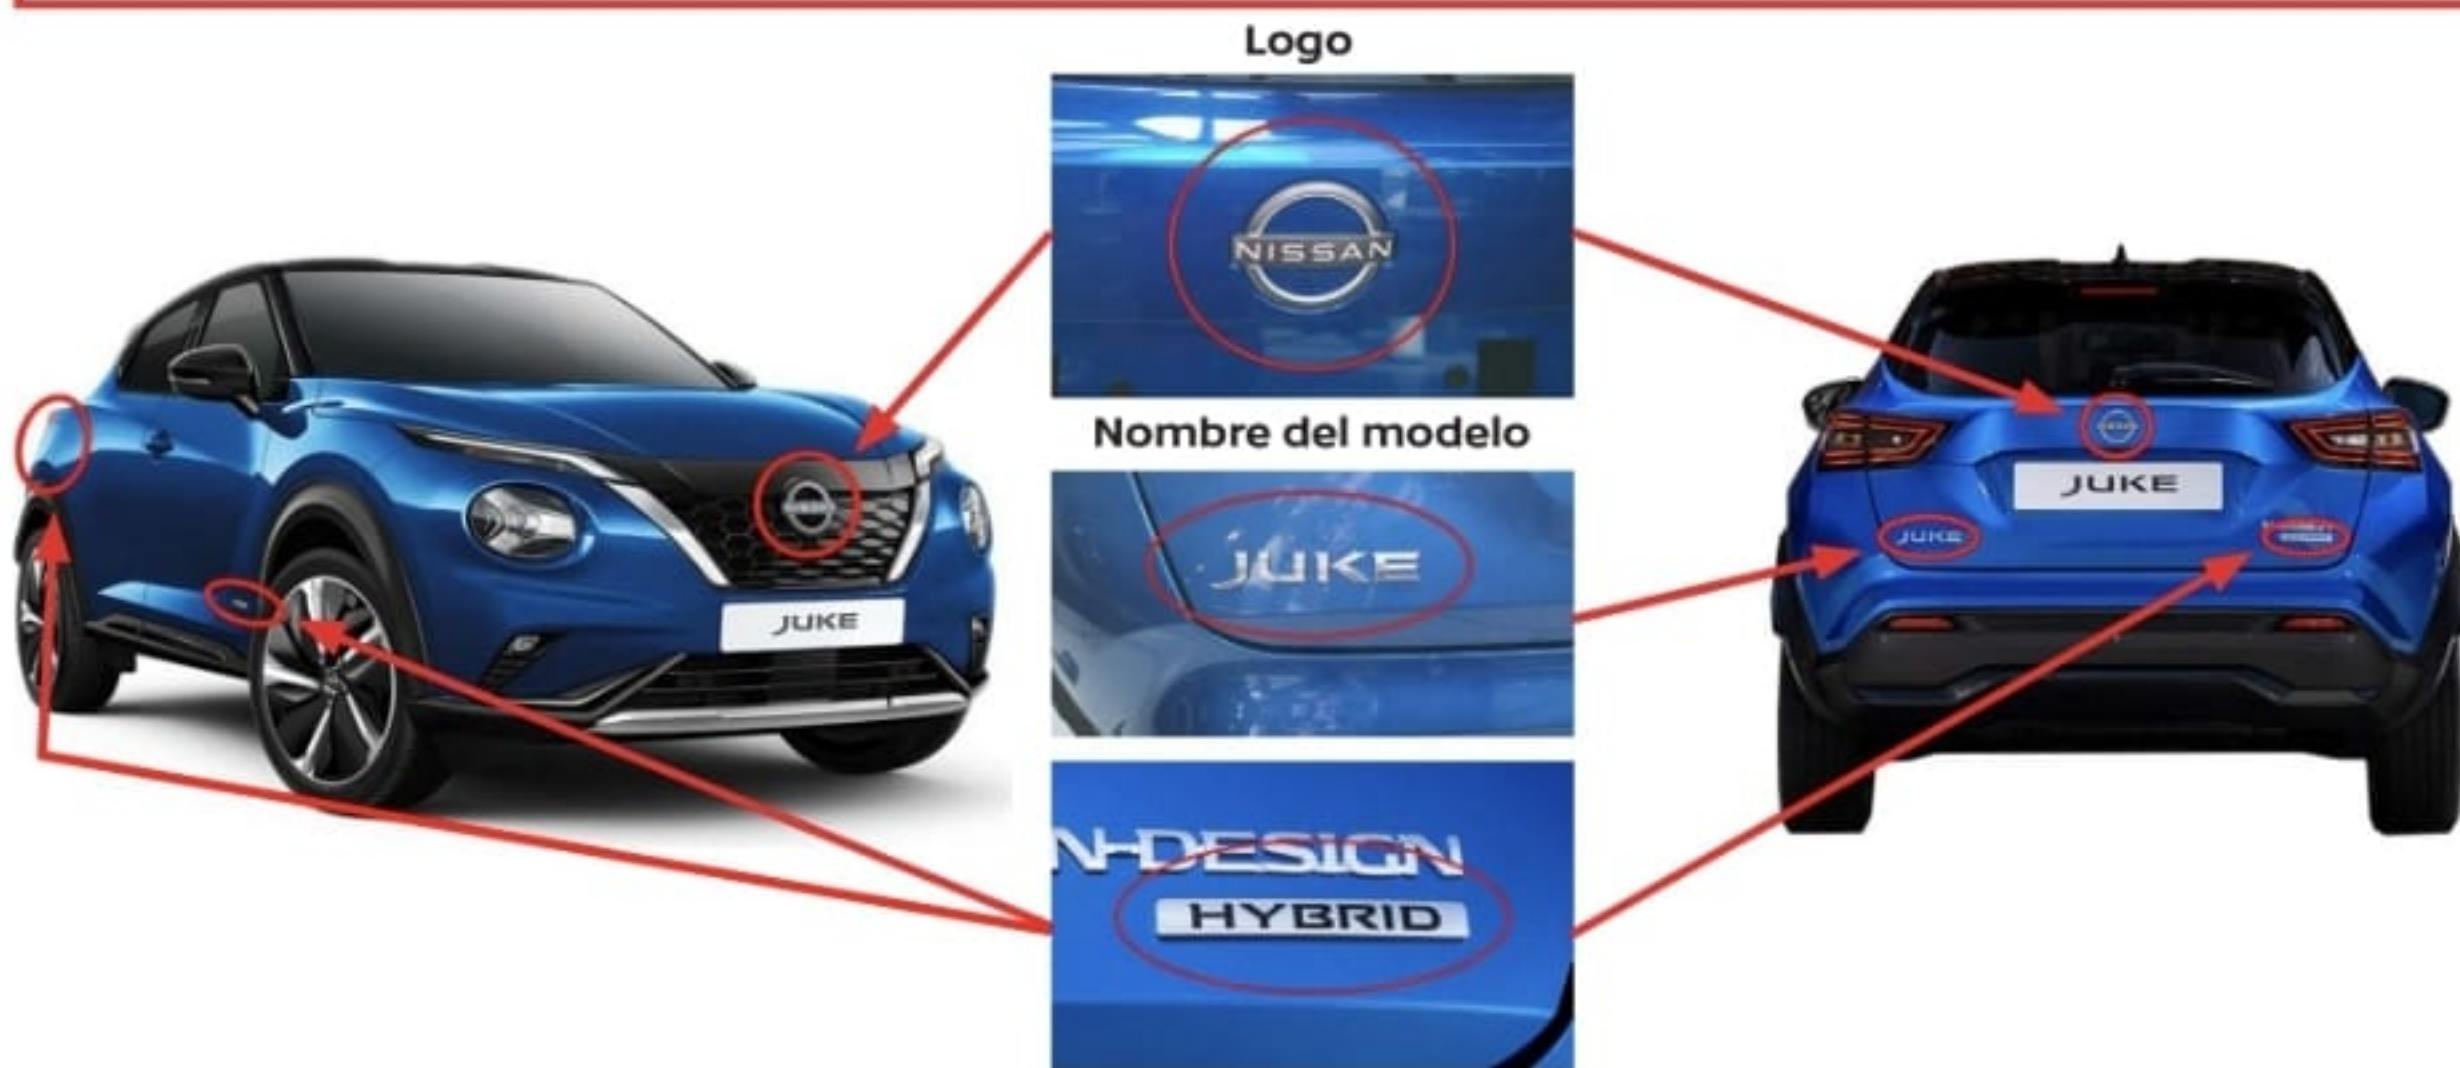 Logo
NISSAN
Nombre del modelo
JUKE
JUKE
JUKE
JUKE
N-DESIGN
HYBRID